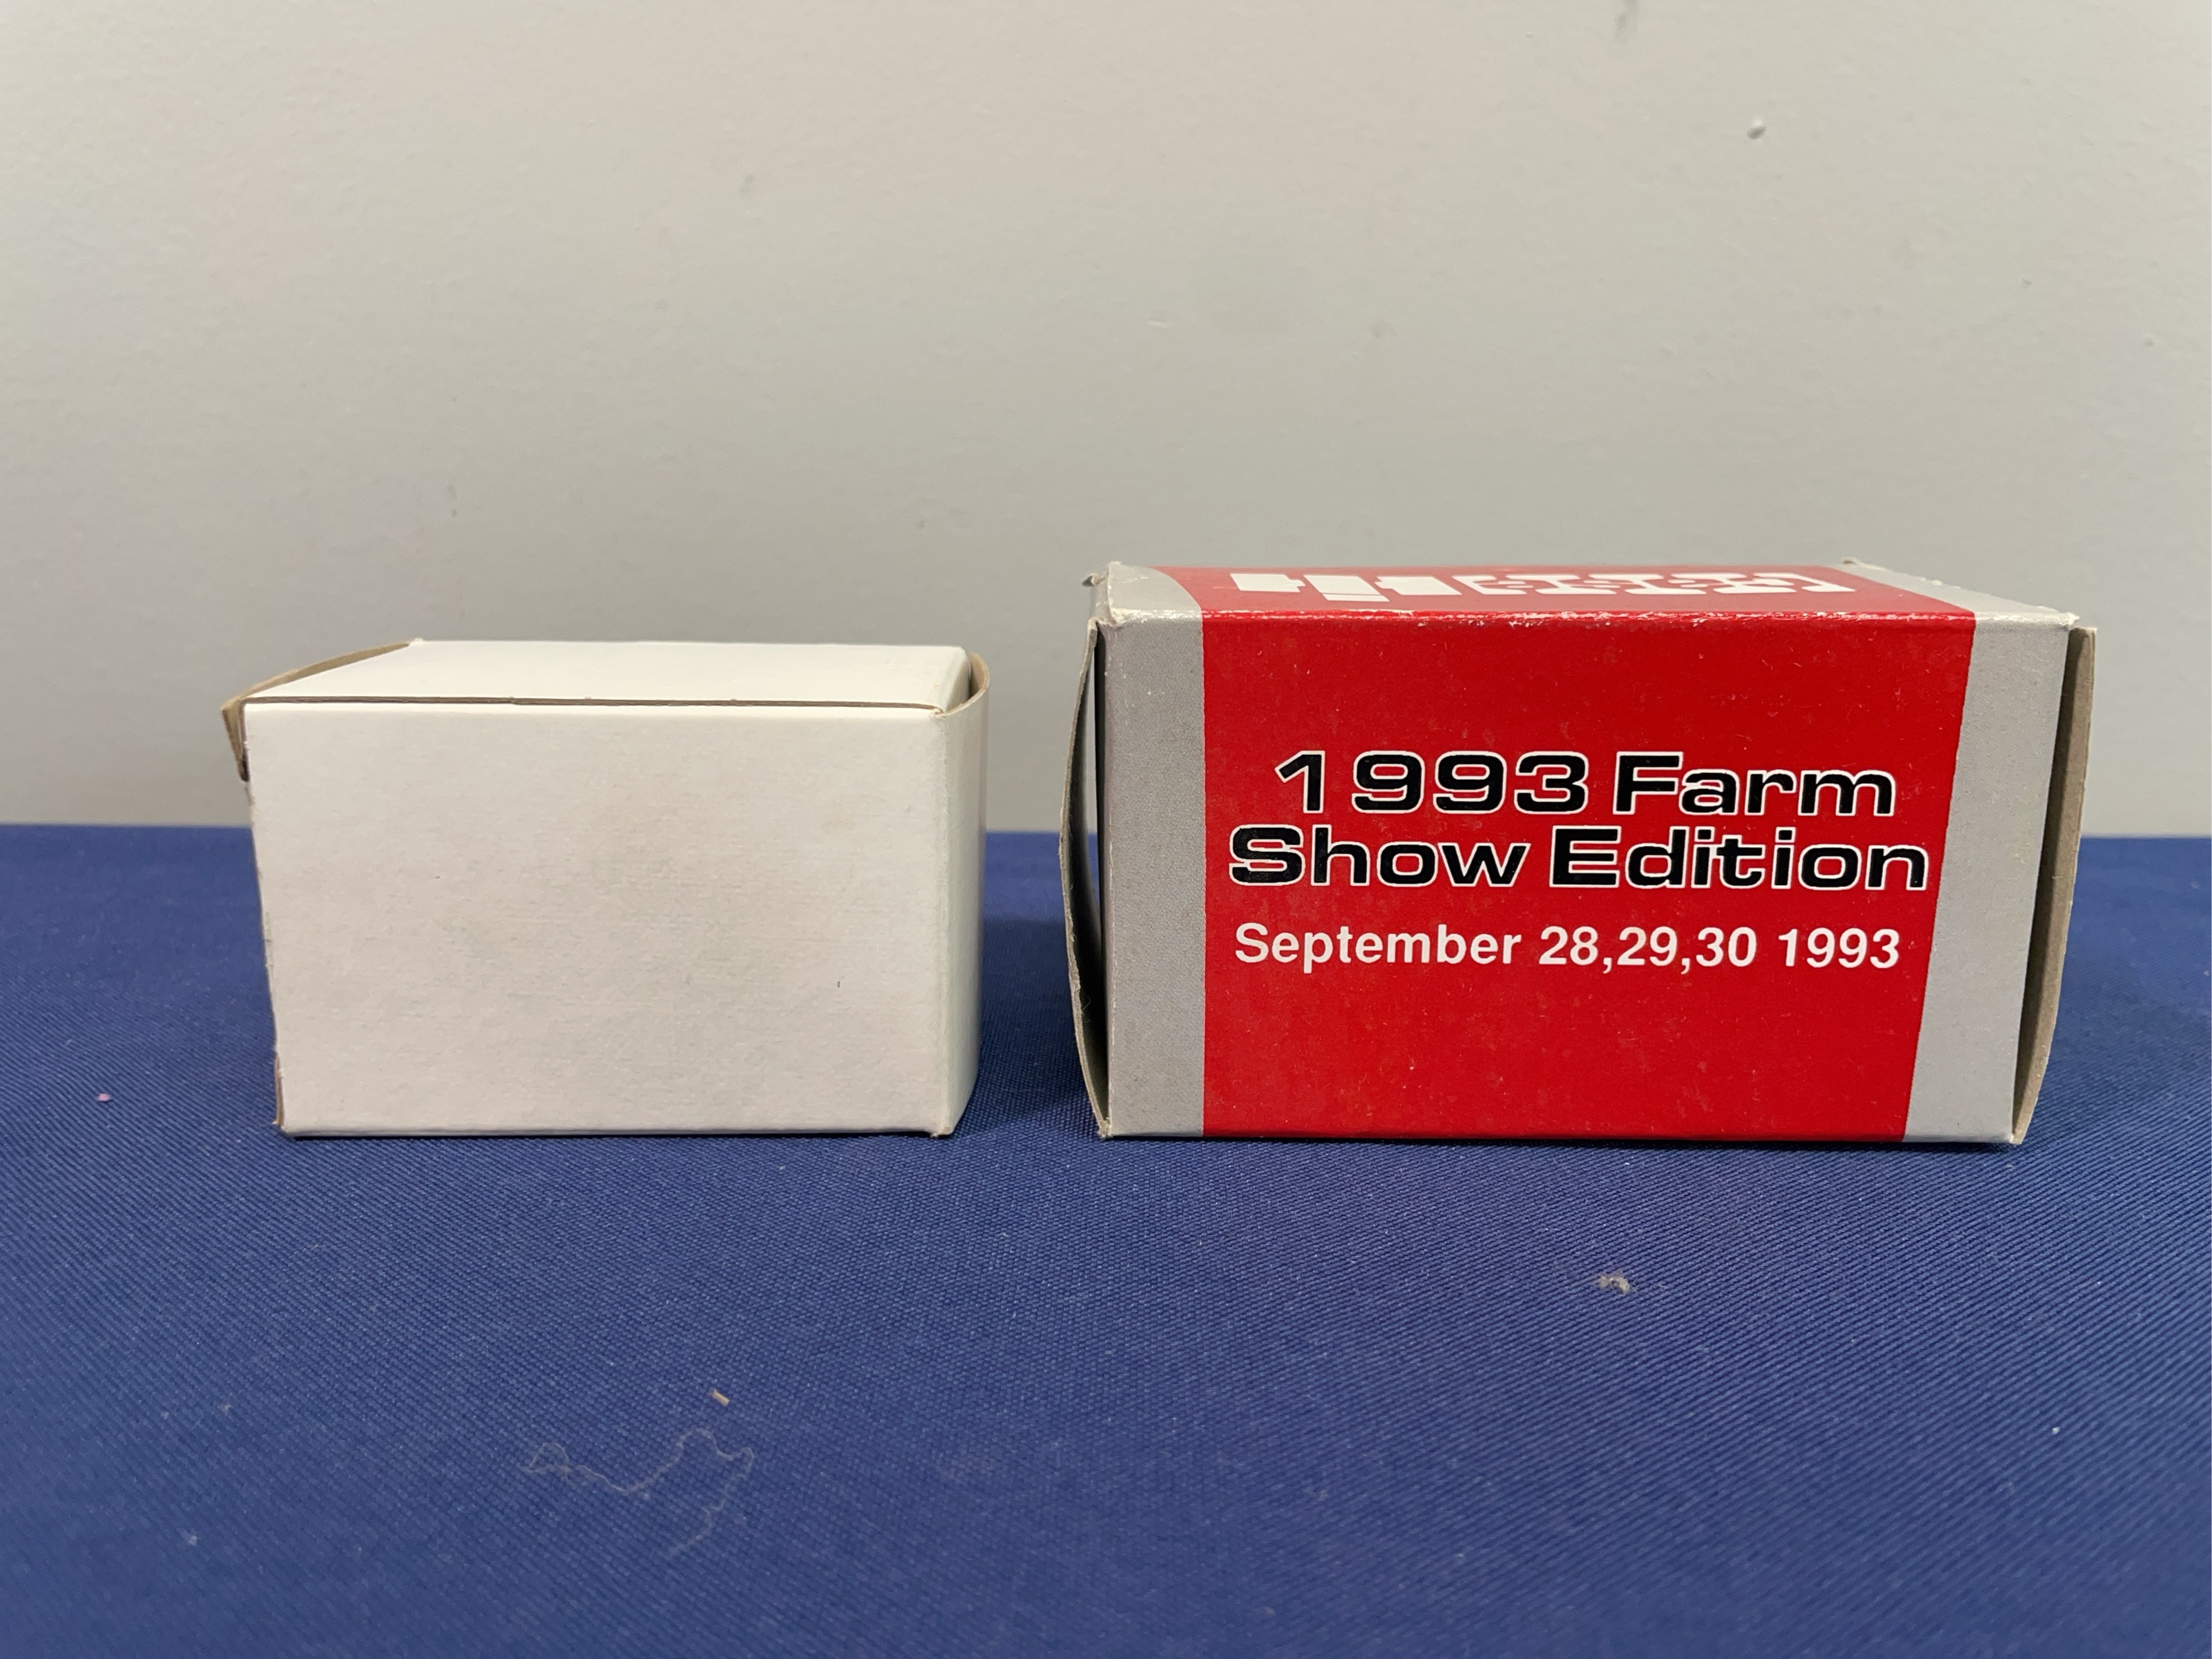 1993 Farm
Show Edition
September 28,29,30 1993